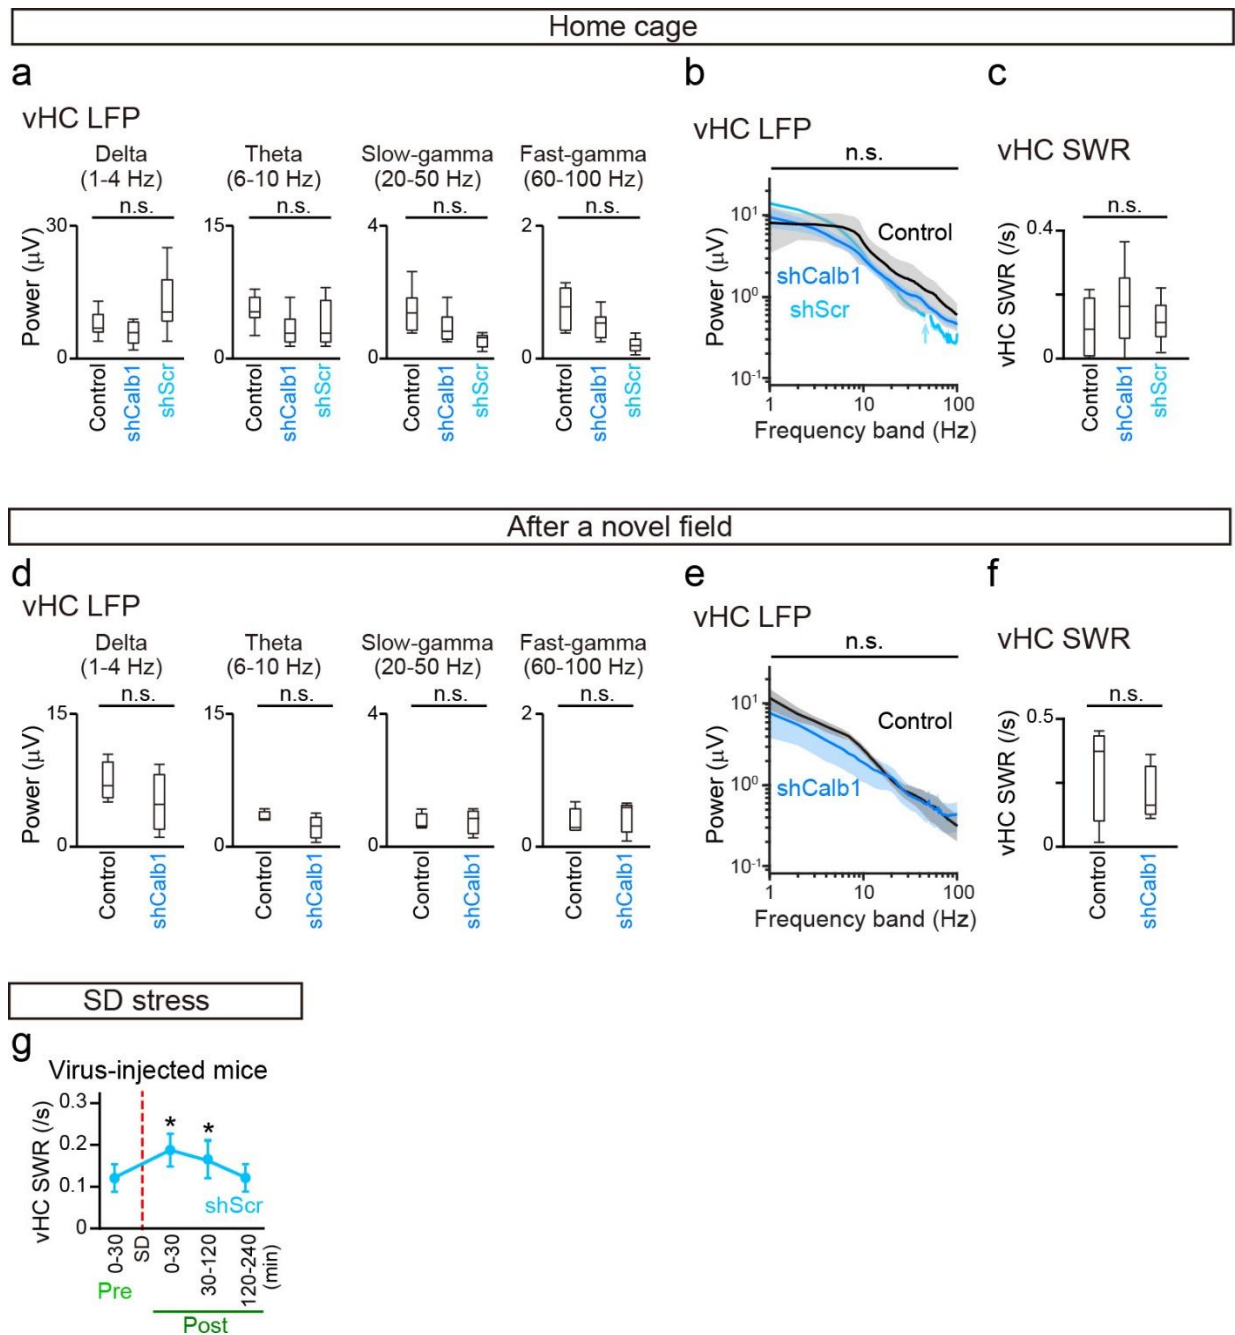 Home cage
a
vHC LFP
Delta
(1-4 Hz)
Theta
(6-10 Hz)
Slow-gamma
(20-50 Hz)
Fast-gamma
(60-100 Hz)
n.s.
n.s.
n.s.
n.s.
Power (µV)
30
0
15
0
4
0
2
0
Control
shCalb1
shScr
Control
shCalb1
shScr
Control
shCalb1
shScr
Control
shCalb1
shScr
b
vHC LFP
n.s.
Power (µV)
10¹
10⁰
10⁻¹
Control
shCalb1
shScr
1
10
100
Frequency band (Hz)
c
vHC SWR
n.s.
vHC SWR (/s)
0.4
0
Control
shCalb1
shScr
After a novel field
d
vHC LFP
Delta
(1-4 Hz)
Theta
(6-10 Hz)
Slow-gamma
(20-50 Hz)
Fast-gamma
(60-100 Hz)
n.s.
n.s.
n.s.
n.s.
Power (µV)
15
0
15
0
4
0
2
0
Control
shCalb1
Control
shCalb1
Control
shCalb1
Control
shCalb1
e
vHC LFP
n.s.
Power (µV)
10¹
10⁰
10⁻¹
Control
shCalb1
1
10
100
Frequency band (Hz)
f
vHC SWR
n.s.
vHC SWR (/s)
0.5
0
Control
shCalb1
SD stress
g
Virus-injected mice
vHC SWR (/s)
0.3
0.2
0.1
0
*
*
shScr
0-30
SD
0-30
30-120
120-240
(min)
Pre
Post